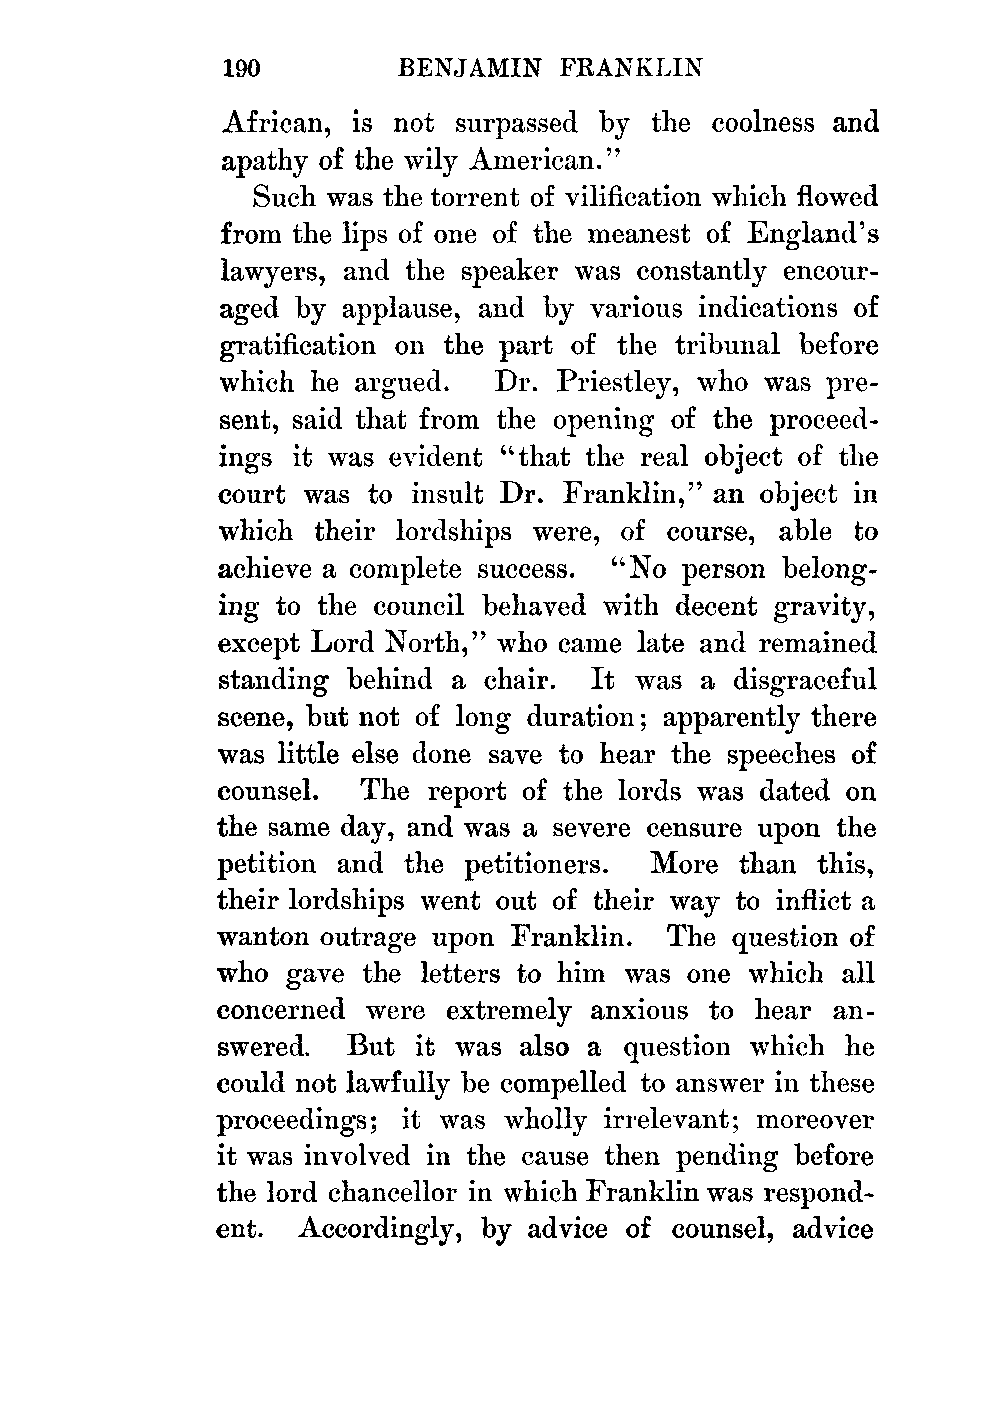 190 BENJAMIN FRANKLIN
African, is not surpassed by the coolness and
apathy of the wily American."
Such was the torrent of vilification which flowed
from the lips of one of the meanest of England's
lawyers, and the speaker was constantly encour-
aged by applause, and by various indications of
gratification on the part of the tribunal before
which he argued. Dr. Priestley, who was pre-
sent, said that from the opening of the proceed-
ings it was evident "that the real object of the
court was to insult Dr. Franklin," an object in
which their lordships were, of course, able to
achieve a complete success. "No person belong-
ing to the council behaved with decent gravity,
except Lord North," who came late and remained
standing behind a chair. It was a disgraceful
scene, but not of long duration; apparently there
was little else done save to hear the speeches of
counsel. The report of the lords was dated on
the same day, and was a severe censure upon the
petition and the petitioners. More than this,
their lordships went out of their way to inflict a
wanton outrage upon Franklin. The question of
who gave the letters to him was one which all
concerned were extremely anxious to hear an-
swered. But it was also a question which he
could not lawfully be compelled to answer in these
proceedings; it was wholly irrelevant; moreover
it was involved in the cause then pending before
the lord chancellor in which Franklin was respond-
ent. Accordingly, by advice of counsel, advice